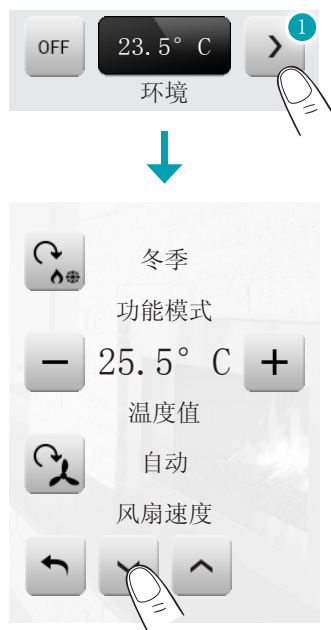 OFF 23.5° C 1
环境
冬季
功能模式
25.5° C
温度值
自动
风扇速度